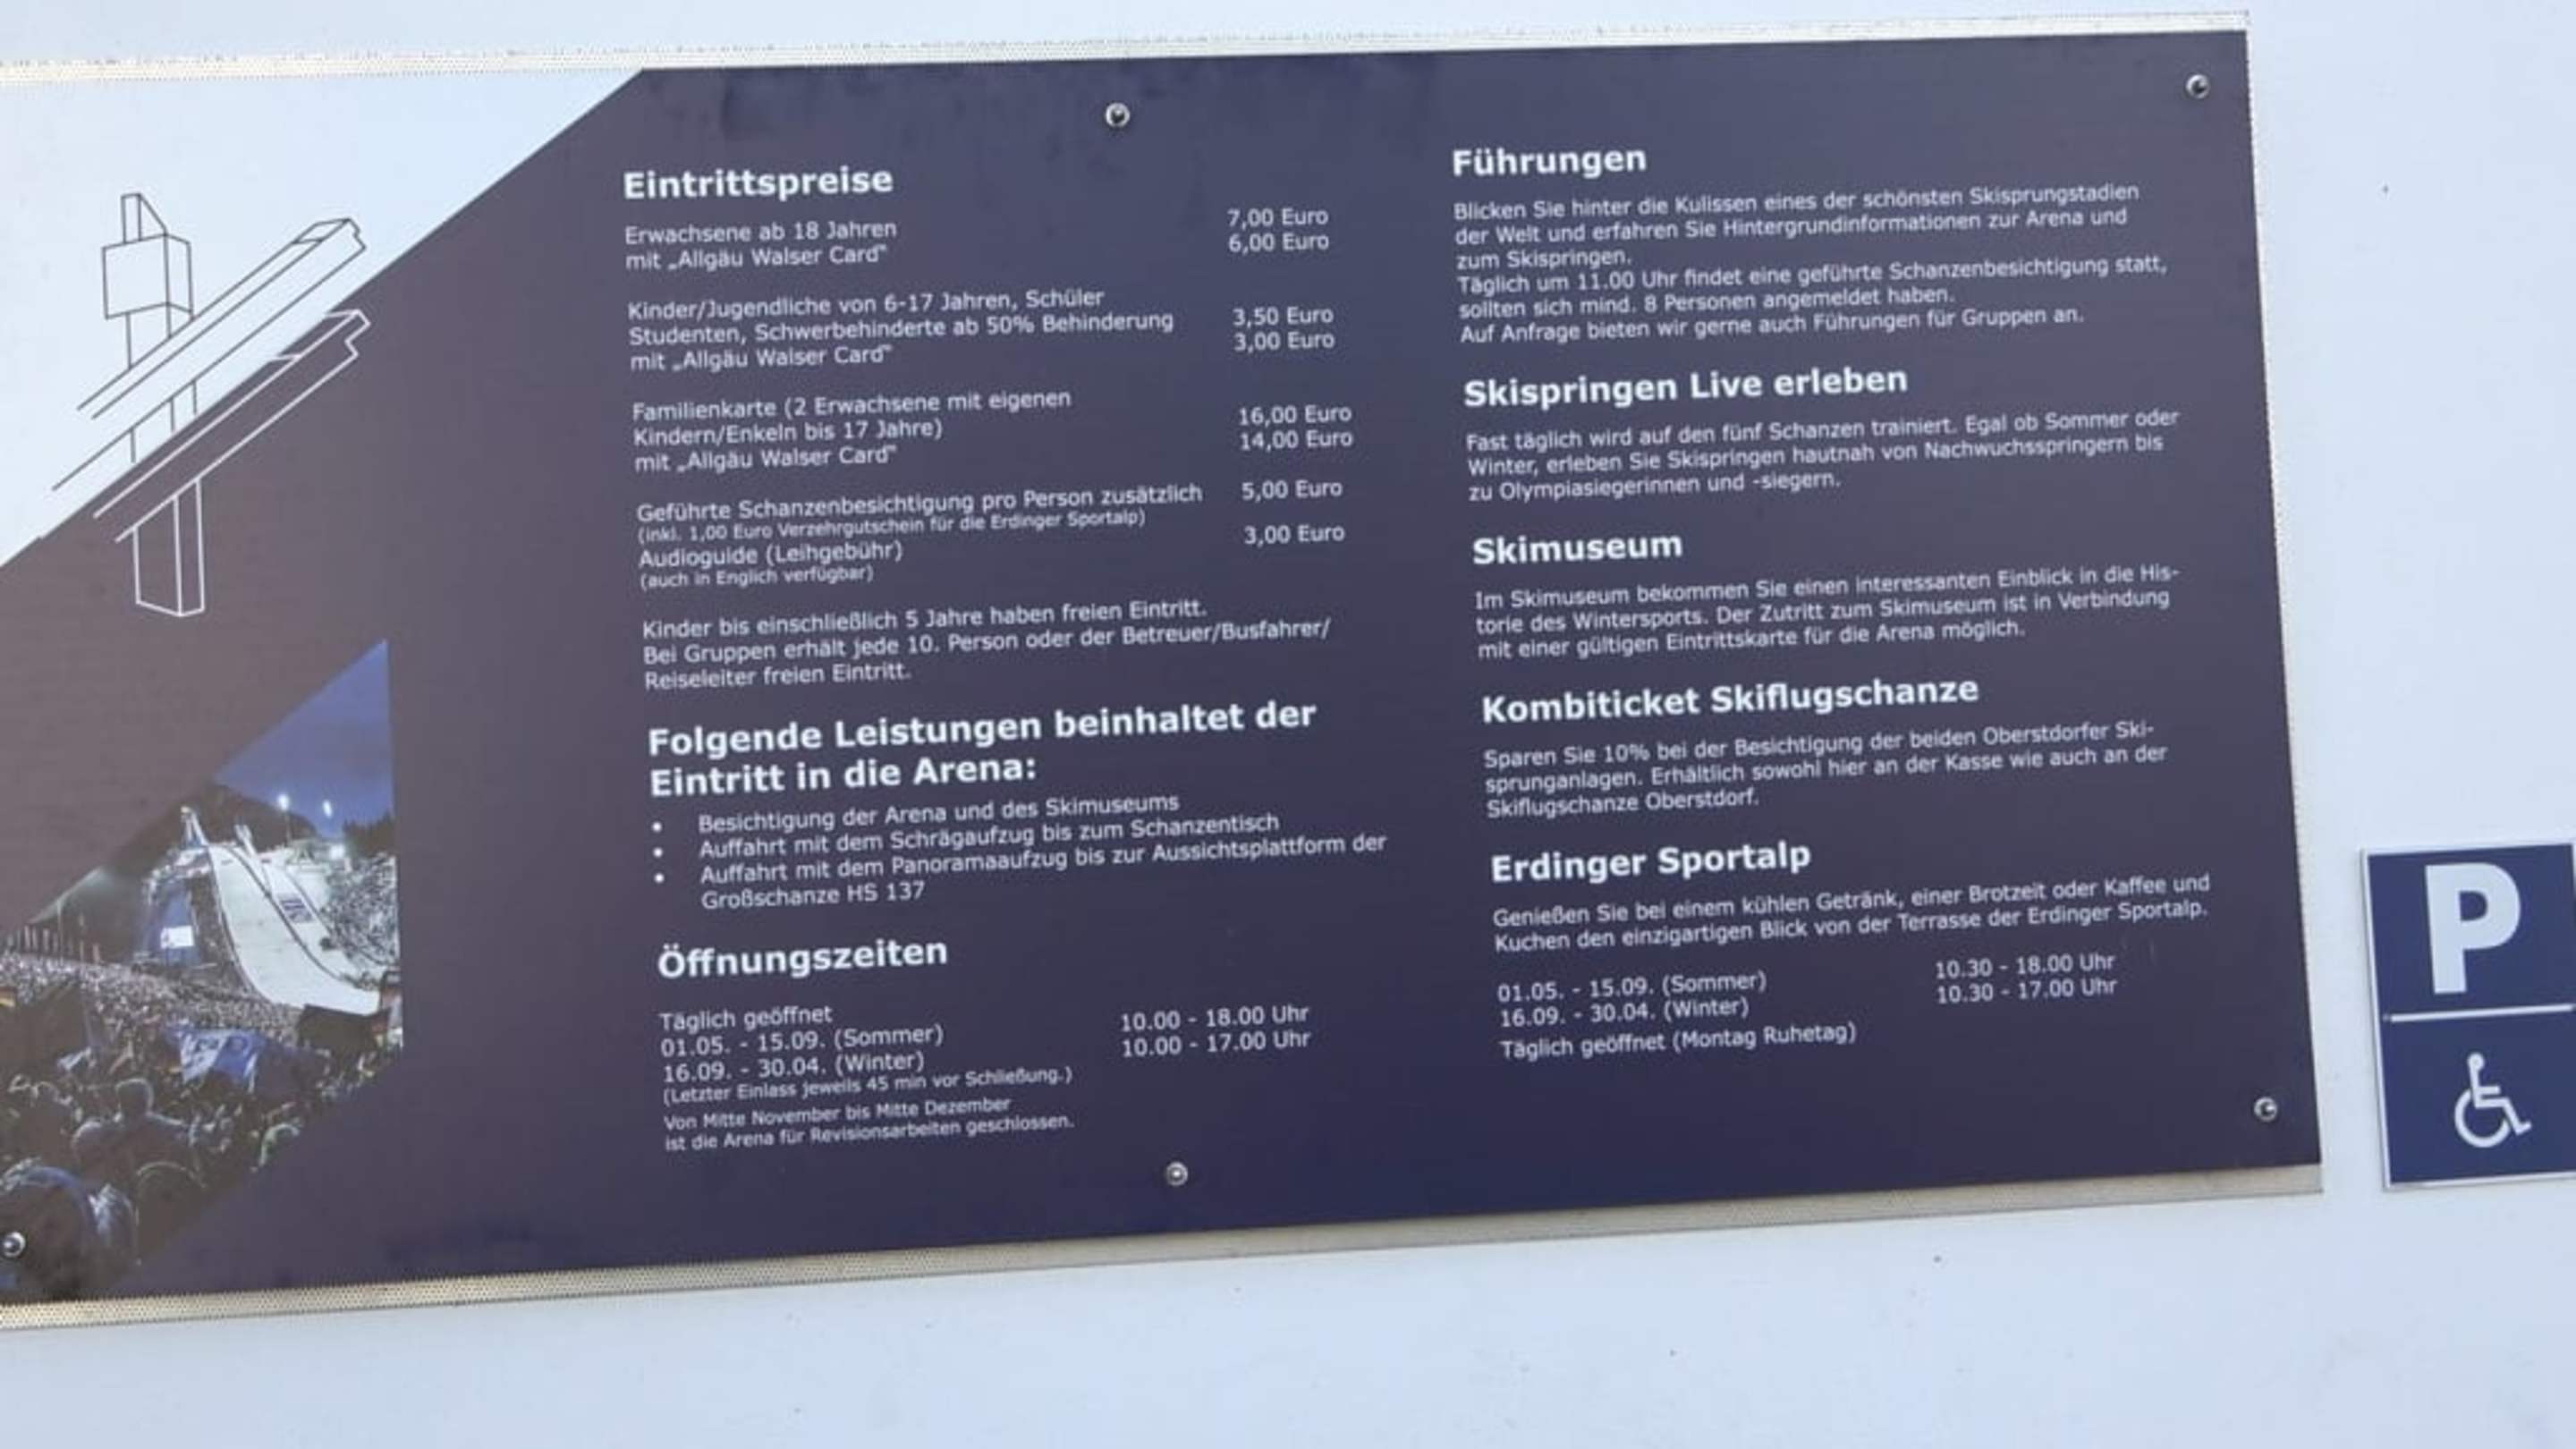 Eintrittspreise
Erwachsene ab 18 Jahren 7,00 Euro
mit „Allgäu Walser Card“ 6,00 Euro
Kinder/Jugendliche von 6-17 Jahren, Schüler
Studenten, Schwerbehinderte ab 50% Behinderung 3,50 Euro
mit „Allgäu Walser Card“ 3,00 Euro
Familienkarte (2 Erwachsene mit eigenen
Kindern/Enkeln bis 17 Jahre) 16,00 Euro
mit „Allgäu Walser Card“ 14,00 Euro
Geführte Schanzenbesichtigung pro Person zusätzlich 5,00 Euro
(inkl. 1,00 Euro Verzehrgutschein für die Erdinger Sportalp)
Audioguide (Leihgebühr) 3,00 Euro
(auch in Englich verfügbar)
Kinder bis einschließlich 5 Jahre haben freien Eintritt.
Bei Gruppen erhält jede 10. Person oder der Betreuer/Busfahrer/
Reiseleiter freien Eintritt.
Folgende Leistungen beinhaltet der
Eintritt in die Arena:
• Besichtigung der Arena und des Skimuseums
• Auffahrt mit dem Schrägaufzug bis zum Schanzentisch
• Auffahrt mit dem Panoramaaufzug bis zur Aussichtsplattform der
Großschanze HS 137
Öffnungszeiten
Täglich geöffnet
01.05. - 15.09. (Sommer) 10.00 - 18.00 Uhr
16.09. - 30.04. (Winter) 10.00 - 17.00 Uhr
(Letzter Einlass jeweils 45 min vor Schließung.)
Von Mitte November bis Mitte Dezember
ist die Arena für Revisionsarbeiten geschlossen.
Führungen
Blicken Sie hinter die Kulissen eines der schönsten Skisprungstadien
der Welt und erfahren Sie Hintergrundinformationen zur Arena und
zum Skispringen.
Täglich um 11.00 Uhr findet eine geführte Schanzenbesichtigung statt,
sollten sich mind. 8 Personen angemeldet haben.
Auf Anfrage bieten wir gerne auch Führungen für Gruppen an.
Skispringen Live erleben
Fast täglich wird auf den fünf Schanzen trainiert. Egal ob Sommer oder
Winter, erleben Sie Skispringen hautnah von Nachwuchsspringern bis
zu Olympiasiegerinnen und -siegern.
Skimuseum
Im Skimuseum bekommen Sie einen interessanten Einblick in die His-
torie des Wintersports. Der Zutritt zum Skimuseum ist in Verbindung
mit einer gültigen Eintrittskarte für die Arena möglich.
Kombiticket Skiflugschanze
Sparen Sie 10% bei der Besichtigung der beiden Oberstdorfer Ski-
sprunganlagen. Erhältlich sowohl hier an der Kasse wie auch an der
Skiflugschanze Oberstdorf.
Erdinger Sportalp
Genießen Sie bei einem kühlen Getränk, einer Brotzeit oder Kaffee und
Kuchen den einzigartigen Blick von der Terrasse der Erdinger Sportalp.
01.05. - 15.09. (Sommer) 10.30 - 18.00 Uhr
16.09. - 30.04. (Winter) 10.30 - 17.00 Uhr
Täglich geöffnet (Montag Ruhetag)
P